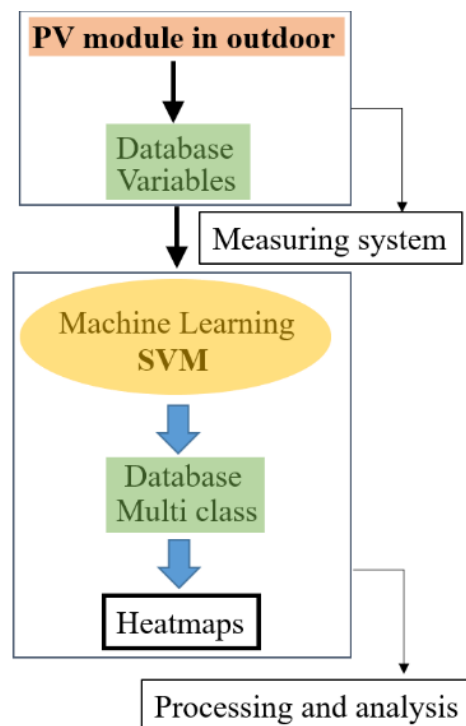 PV module in outdoor
Database
Variables
Measuring system
Machine Learning
SVM
Database
Multi class
Heatmaps
Processing and analysis